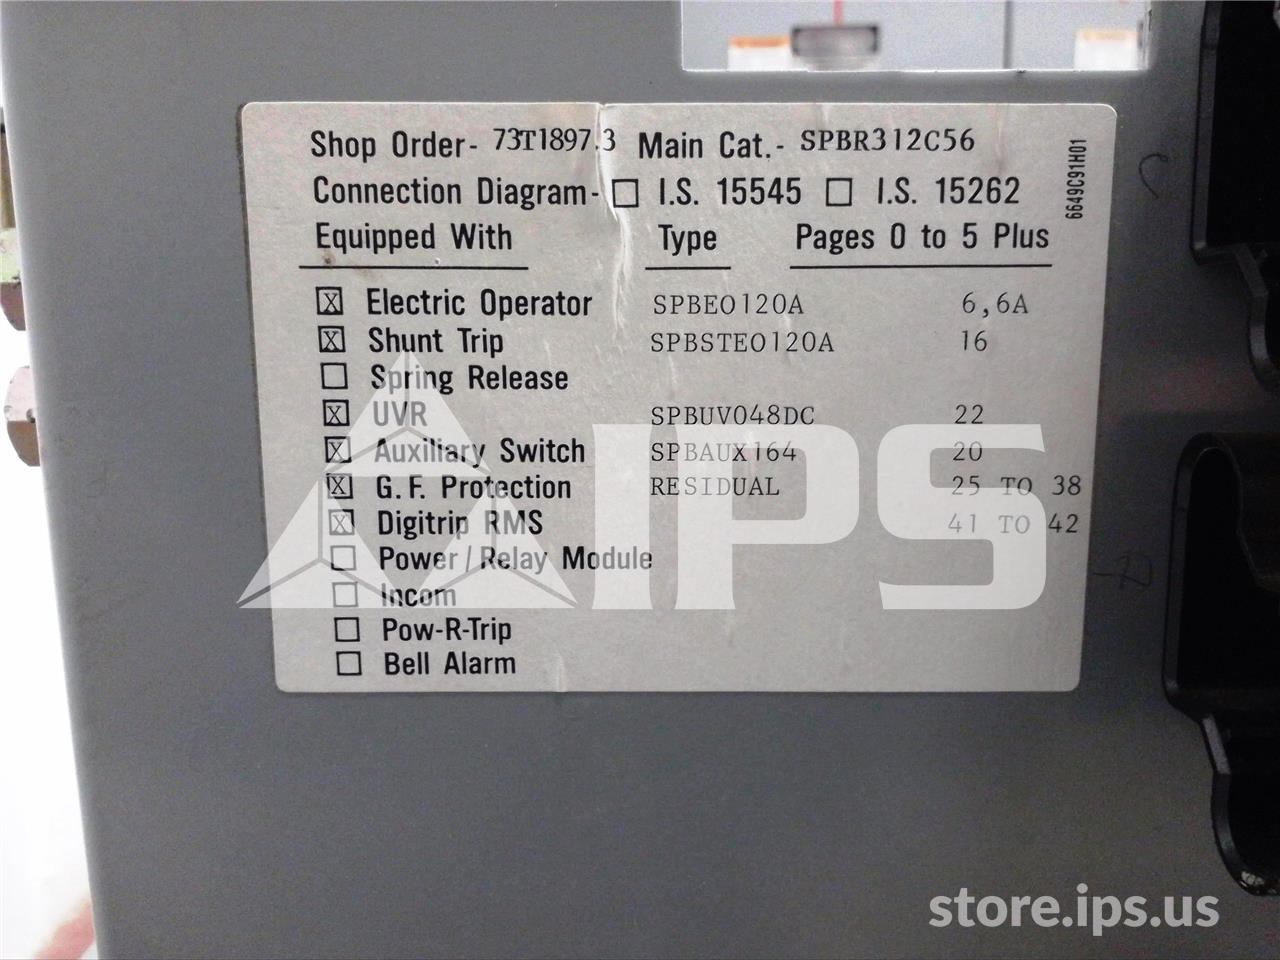 Shop Order- 73T1897.3 Main Cat.- SPBR312C56
6649C91H01
Connection Diagram- ☐ I.S. 15545 ☐ I.S. 15262
Equipped With Type Pages 0 to 5 Plus
☒ Electric Operator SPBEO120A 6,6A
☒ Shunt Trip SPBSTEO120A 16
☐ Spring Release
☒ UVR SPBUV048DC 22
☒ Auxiliary Switch SPBAUX164 20
☒ G.F. Protection RESIDUAL 25 TO 38
☒ Digitrip RMS 41 TO 42
☐ Power/Relay Module
☐ Incom
☐ Pow-R-Trip
☐ Bell Alarm
IPS
store.ips.us